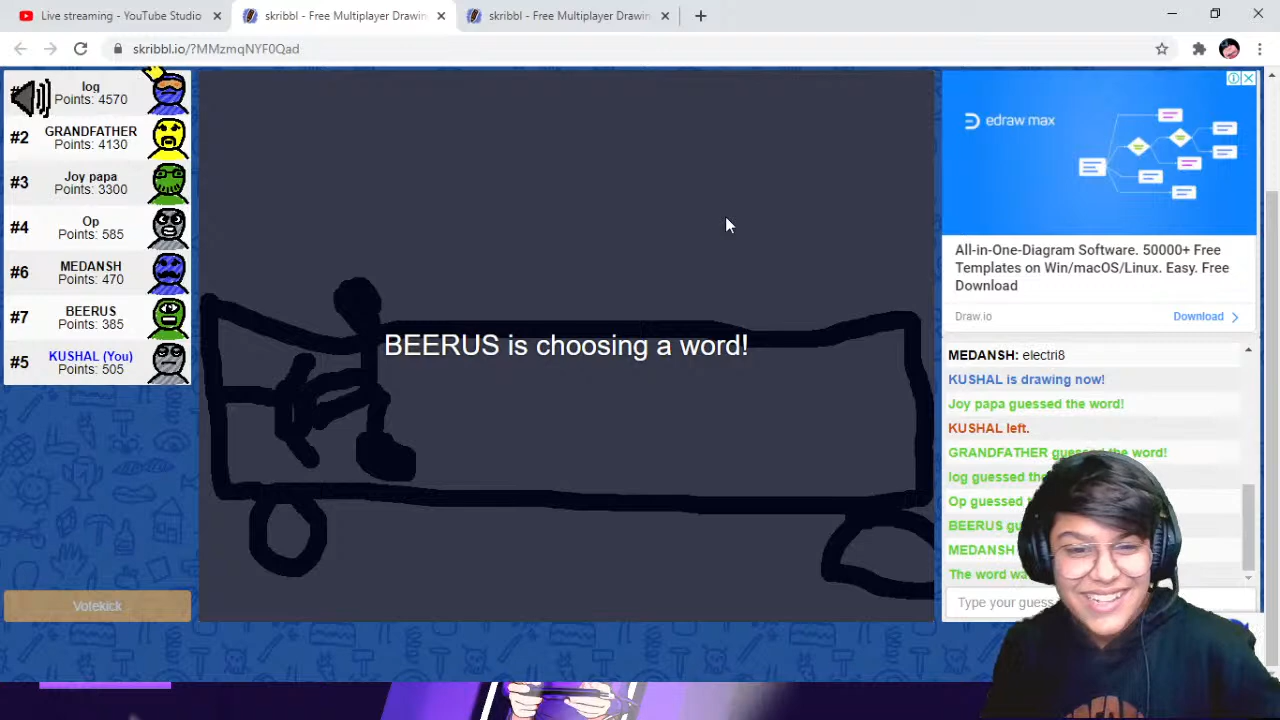 Live streaming - YouTube Studio
skribbl - Free Multiplayer Drawin
skribbl - Free Multiplayer Drawin
skribbl.io/?MMzmqNYF0Qad
log
Points: 4570
#2
GRANDFATHER
Points: 4130
#3
Joy papa
Points: 3300
#4
Op
Points: 585
#6
MEDANSH
Points: 470
#7
BEERUS
Points: 385
#5
KUSHAL (You)
Points: 505
Votekick
BEERUS is choosing a word!
edraw max
All-in-One-Diagram Software. 50000+ Free
Templates on Win/macOS/Linux. Easy. Free
Download
Draw.io
Download
MEDANSH: electri8
KUSHAL is drawing now!
Joy papa guessed the word!
KUSHAL left.
GRANDFATHER guessed the word!
log guessed the
Op guessed
BEERUS
MEDANSH
The word
Type your guess